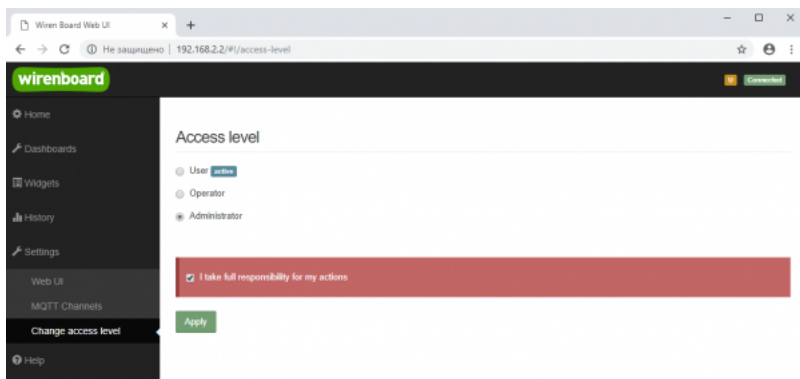 Wiren Board Web UI
Не защищено | 192.168.2.2/#!/access-level
wirenboard
U Connected
Home
Dashboards
Widgets
History
Settings
Web UI
MQTT Channels
Change access level
Help
Access level
User active
Operator
Administrator
I take full responsibility for my actions
Apply